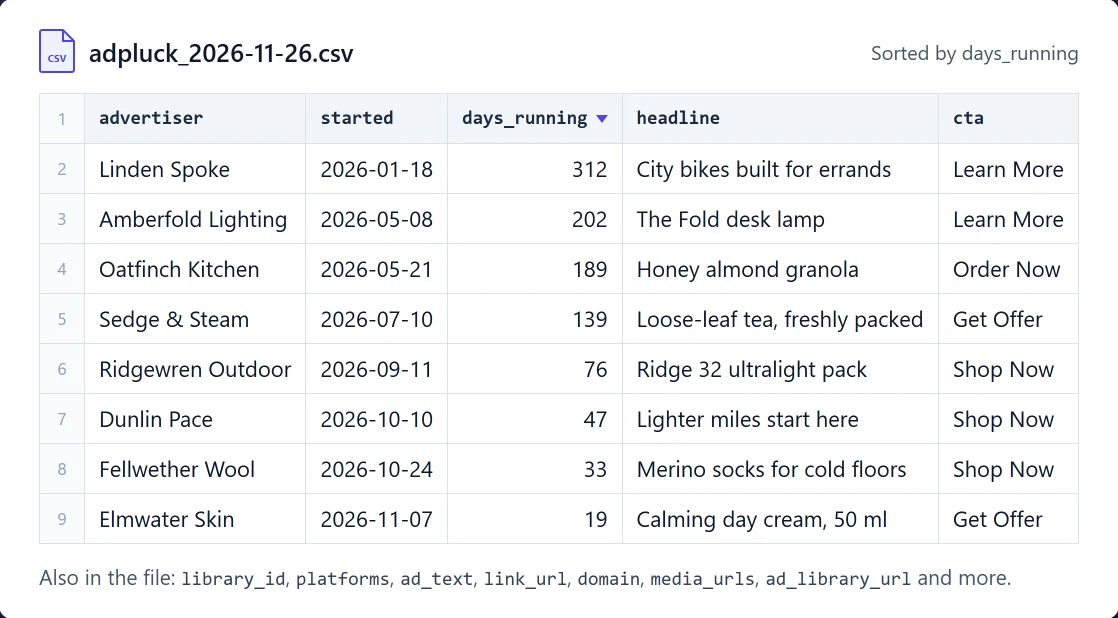 CSV adpluck_2026-11-26.csv Sorted by days_running
1 advertiser started days_running headline cta
2 Linden Spoke 2026-01-18 312 City bikes built for errands Learn More
3 Amberfold Lighting 2026-05-08 202 The Fold desk lamp Learn More
4 Oatfinch Kitchen 2026-05-21 189 Honey almond granola Order Now
5 Sedge & Steam 2026-07-10 139 Loose-leaf tea, freshly packed Get Offer
6 Ridgewren Outdoor 2026-09-11 76 Ridge 32 ultralight pack Shop Now
7 Dunlin Pace 2026-10-10 47 Lighter miles start here Shop Now
8 Fellwether Wool 2026-10-24 33 Merino socks for cold floors Shop Now
9 Elmwater Skin 2026-11-07 19 Calming day cream, 50 ml Get Offer
Also in the file: library_id, platforms, ad_text, link_url, domain, media_urls, ad_library_url and more.